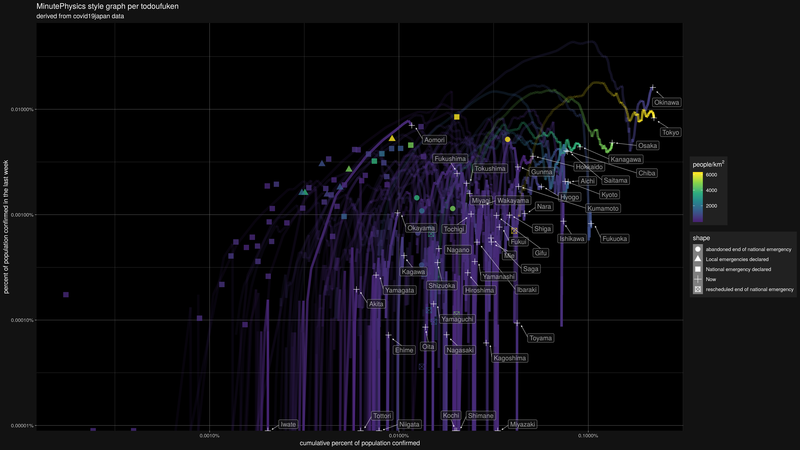 MinutePhysics style graph per todoufuken
derived from covid19japan data
percent of population confirmed in the last week
0.01000%
0.00100%
0.00010%
0.00001%
Okinawa
Tokyo
Aomori
Osaka
Kanagawa
Fukushima
Hokkaido
Tokushima
Gunma
Chiba
Saitama
Aichi
Kyoto
Hyogo
Miyagi
Wakayama
Nara
Kumamoto
Okayama
Tochigi
Shiga
Fukui
Ishikawa
Fukuoka
Nagano
Mie
Gifu
Kagawa
Saga
Yamanashi
Shizuoka
Yamagata
Hiroshima
Ibaraki
Akita
Yamaguchi
Toyama
Ehime
Oita
Nagasaki
Kagoshima
Iwate
Tottori
Niigata
Kochi
Shimane
Miyazaki
0.0010%
0.0100%
0.1000%
cumulative percent of population confirmed
people/km²
6000
4000
2000
shape
abandoned end of national emergency
Local emergencies declared
National emergency declared
Now
rescheduled end of national emergency